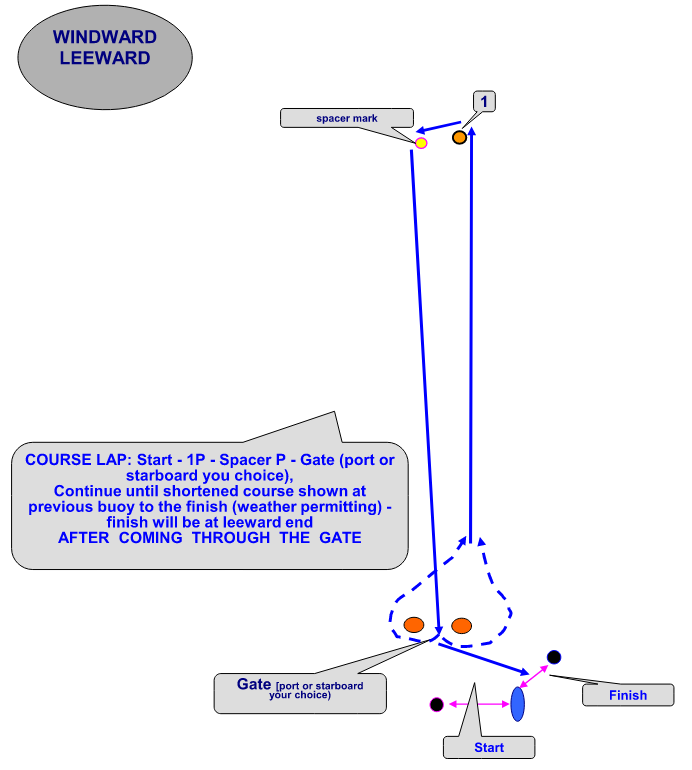 WINDWARD
LEEWARD
1
spacer mark
COURSE LAP: Start - 1P - Spacer P - Gate (port or
starboard you choice),
Continue until shortened course shown at
previous buoy to the finish (weather permitting) -
finish will be at leeward end
AFTER COMING THROUGH THE GATE
Gate [port or starboard
your choice)
Finish
Start